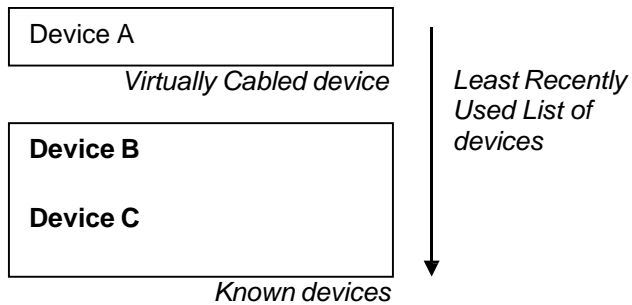 Device A
Virtually Cabled device
Least Recently
Used List of
devices
Device B
Device C
Known devices